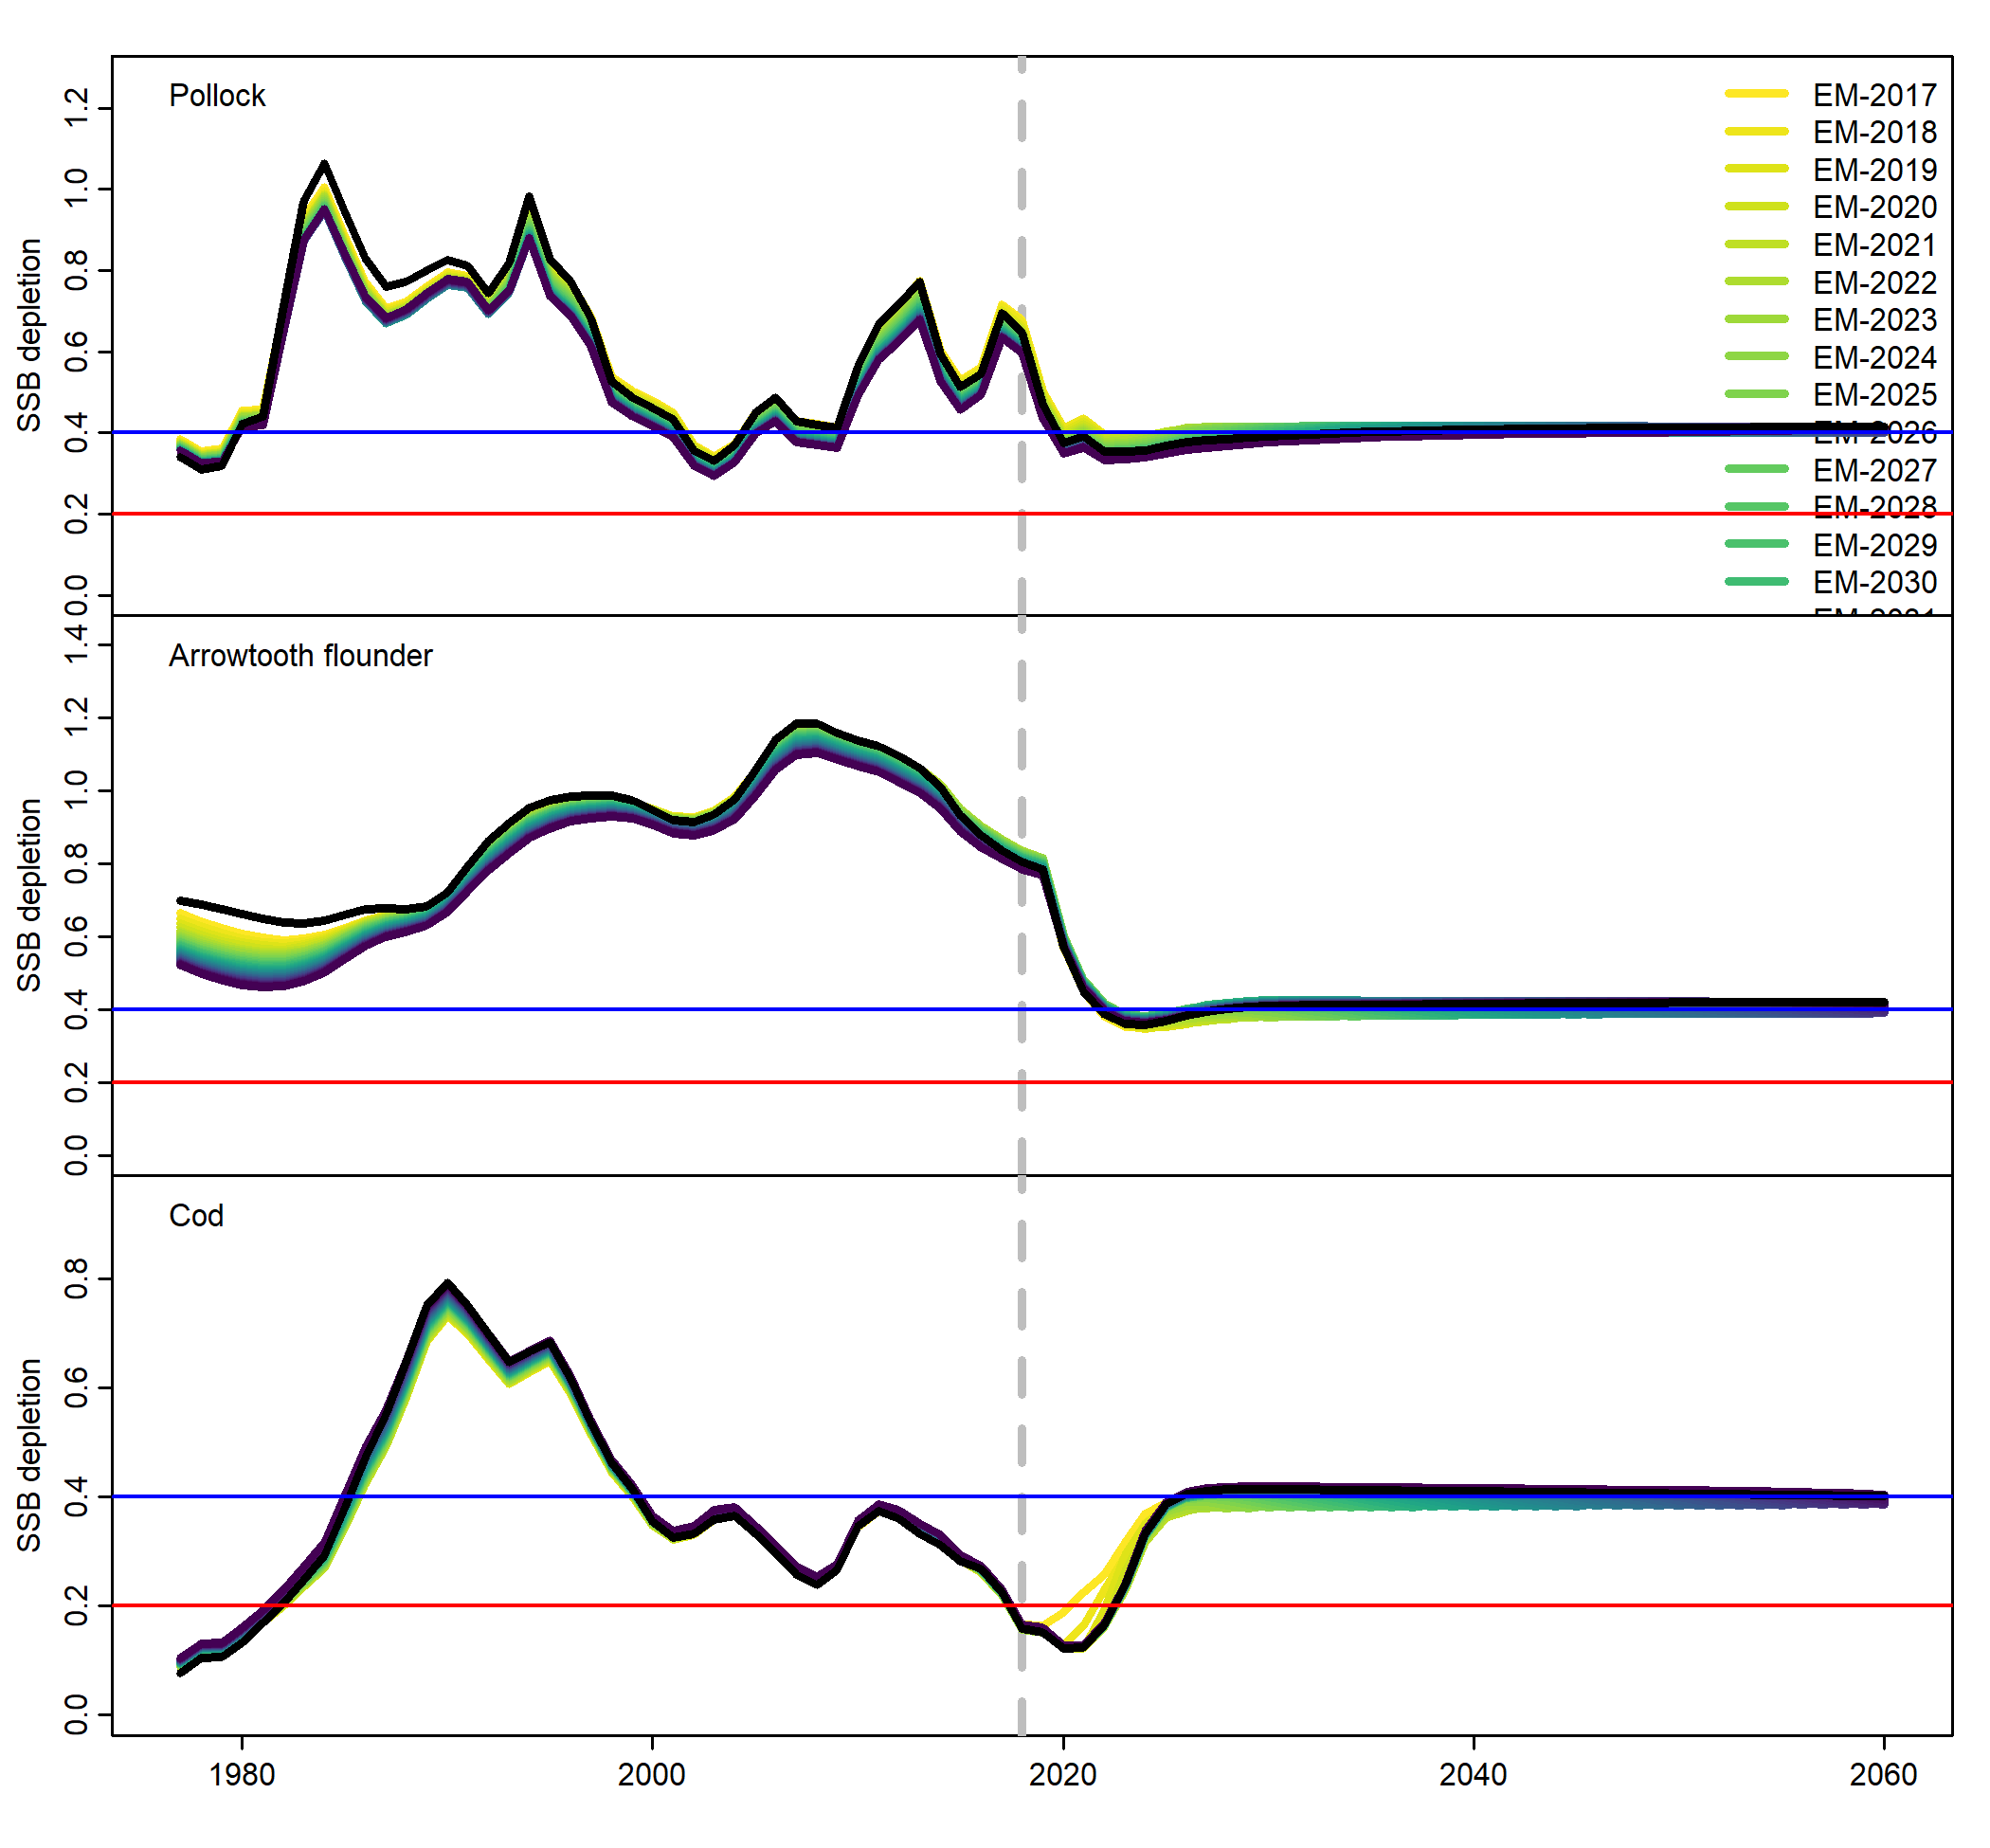 Pollock
SSB depletion
0.0 0.2 0.4 0.6 0.8 1.0 1.2
EM-2017
EM-2018
EM-2019
EM-2020
EM-2021
EM-2022
EM-2023
EM-2024
EM-2025
EM-2026
EM-2027
EM-2028
EM-2029
EM-2030
Arrowtooth flounder
SSB depletion
0.0 0.2 0.4 0.6 0.8 1.0 1.2 1.4
Cod
SSB depletion
0.0 0.2 0.4 0.6 0.8
1980 2000 2020 2040 2060